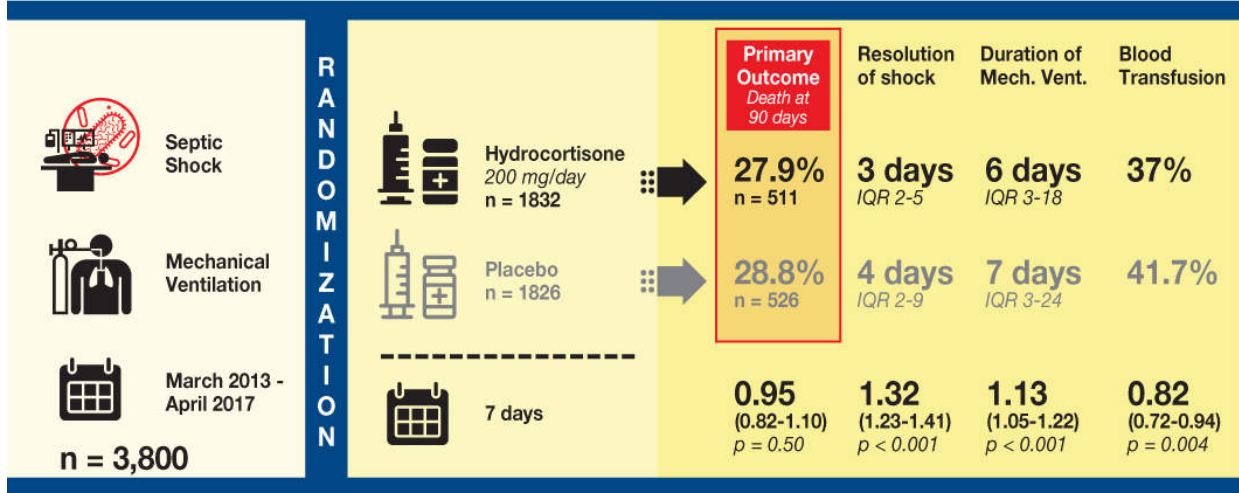 Septic
Shock
Mechanical
Ventilation
March 2013 -
April 2017
n = 3,800
RANDOMIZATION
Hydrocortisone
200 mg/day
n = 1832
Placebo
n = 1826
7 days
Primary
Outcome
Death at
90 days
27.9%
n = 511
28.8%
n = 526
0.95
(0.82-1.10)
p = 0.50
Resolution
of shock
3 days
IQR 2-5
4 days
IQR 2-9
1.32
(1.23-1.41)
p < 0.001
Duration of
Mech. Vent.
6 days
IQR 3-18
7 days
IQR 3-24
1.13
(1.05-1.22)
p < 0.001
Blood
Transfusion
37%
41.7%
0.82
(0.72-0.94)
p = 0.004